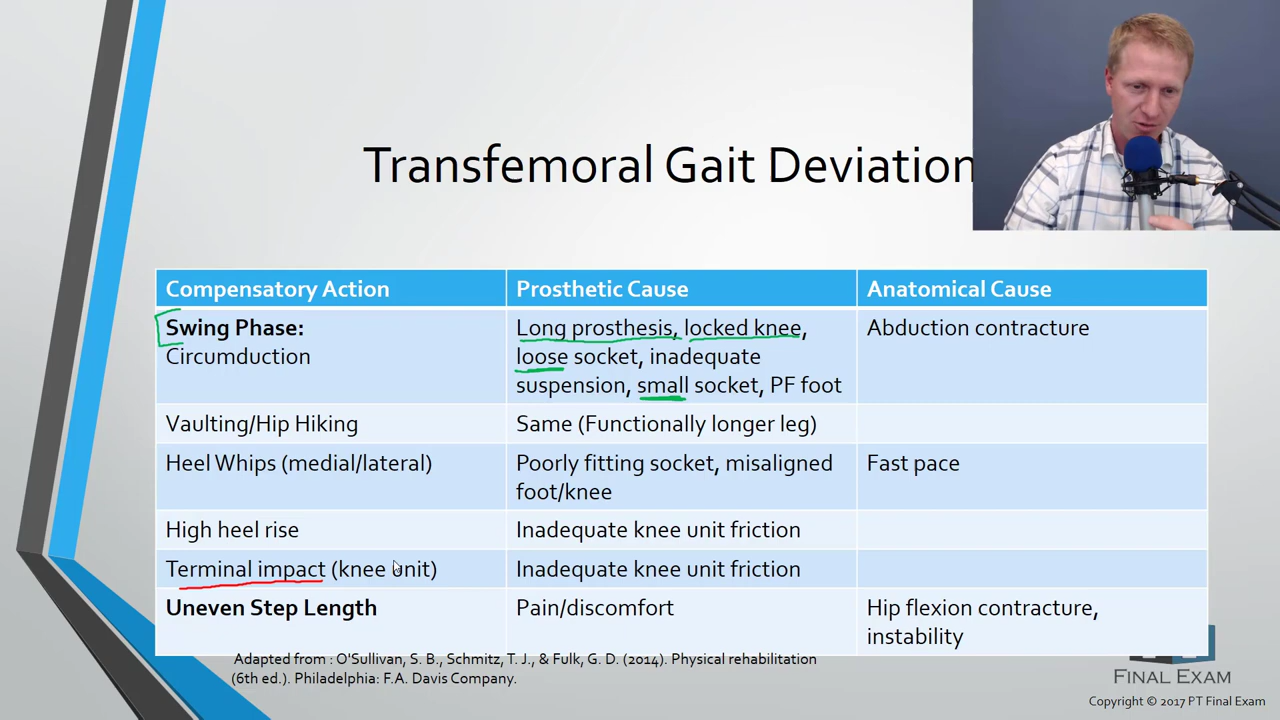 Transfemoral Gait Deviation
Compensatory Action Prosthetic Cause Anatomical Cause
Swing Phase: Long prosthesis, locked knee, Abduction contracture
Circumduction loose socket, inadequate
suspension, small socket, PF foot
Vaulting/Hip Hiking Same (Functionally longer leg)
Heel Whips (medial/lateral) Poorly fitting socket, misaligned Fast pace
foot/knee
High heel rise Inadequate knee unit friction
Terminal impact (knee unit) Inadequate knee unit friction
Uneven Step Length Pain/discomfort Hip flexion contracture,
instability
Adapted from : O'Sullivan, S. B., Schmitz, T. J., & Fulk, G. D. (2014). Physical rehabilitation
(6th ed.). Philadelphia: F.A. Davis Company.
FINAL EXAM
Copyright © 2017 PT Final Exam